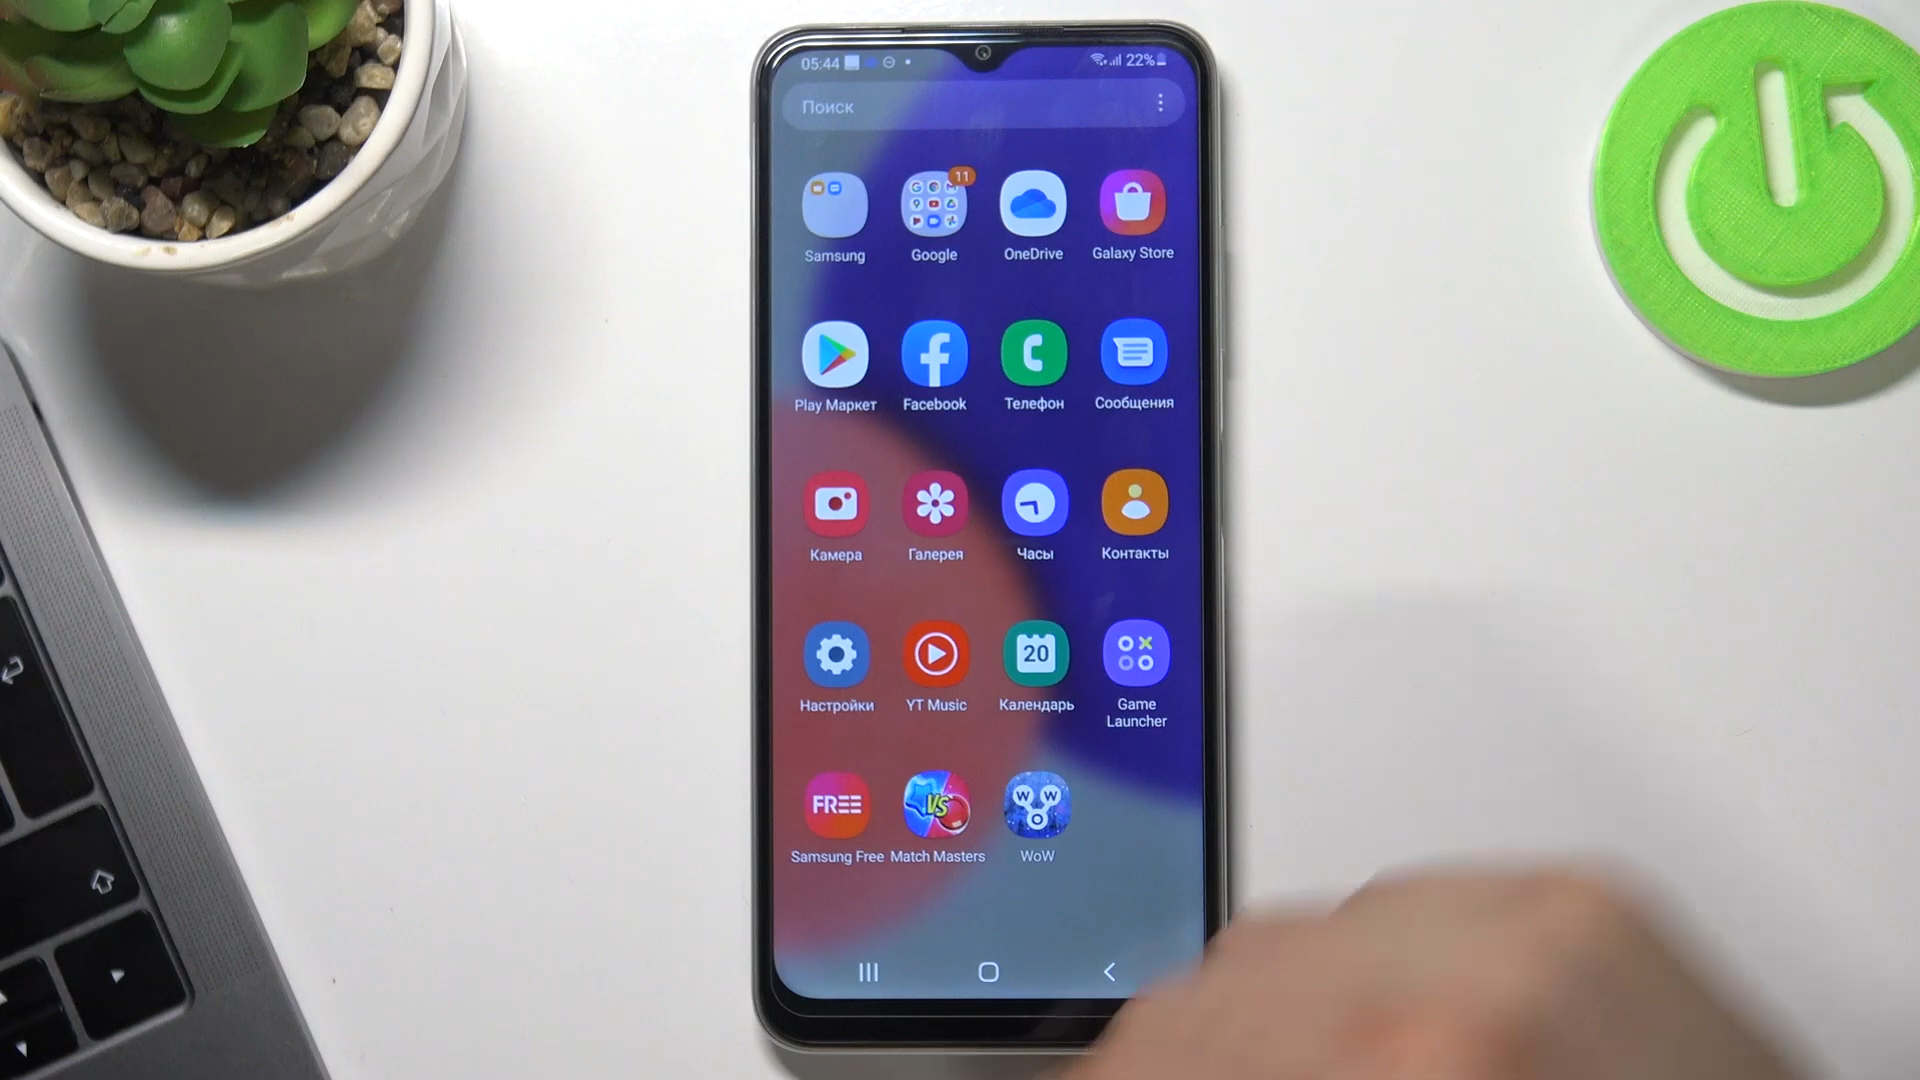 05:44
22%
Поиск
11
Samsung
Google
OneDrive
Galaxy Store
Play Маркет
Facebook
Телефон
Сообщения
Камера
Галерея
Часы
Контакты
20
Настройки
YT Music
Календарь
Game
Launcher
FREE
VS
W W
O
Samsung Free
Match Masters
WoW